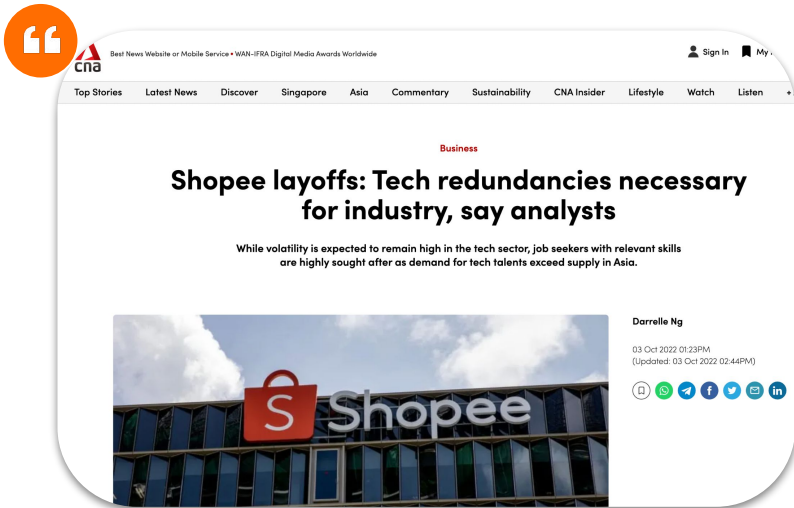 cna
Best News Website or Mobile Service • WAN-IFRA Digital Media Awards Worldwide
Sign In
My
Top Stories Latest News Discover Singapore Asia Commentary Sustainability CNA Insider Lifestyle Watch Listen +
Business
Shopee layoffs: Tech redundancies necessary
for industry, say analysts
While volatility is expected to remain high in the tech sector, job seekers with relevant skills
are highly sought after as demand for tech talents exceed supply in Asia.
Darrelle Ng
03 Oct 2022 01:23PM
(Updated: 03 Oct 2022 02:44PM)
S Shopee